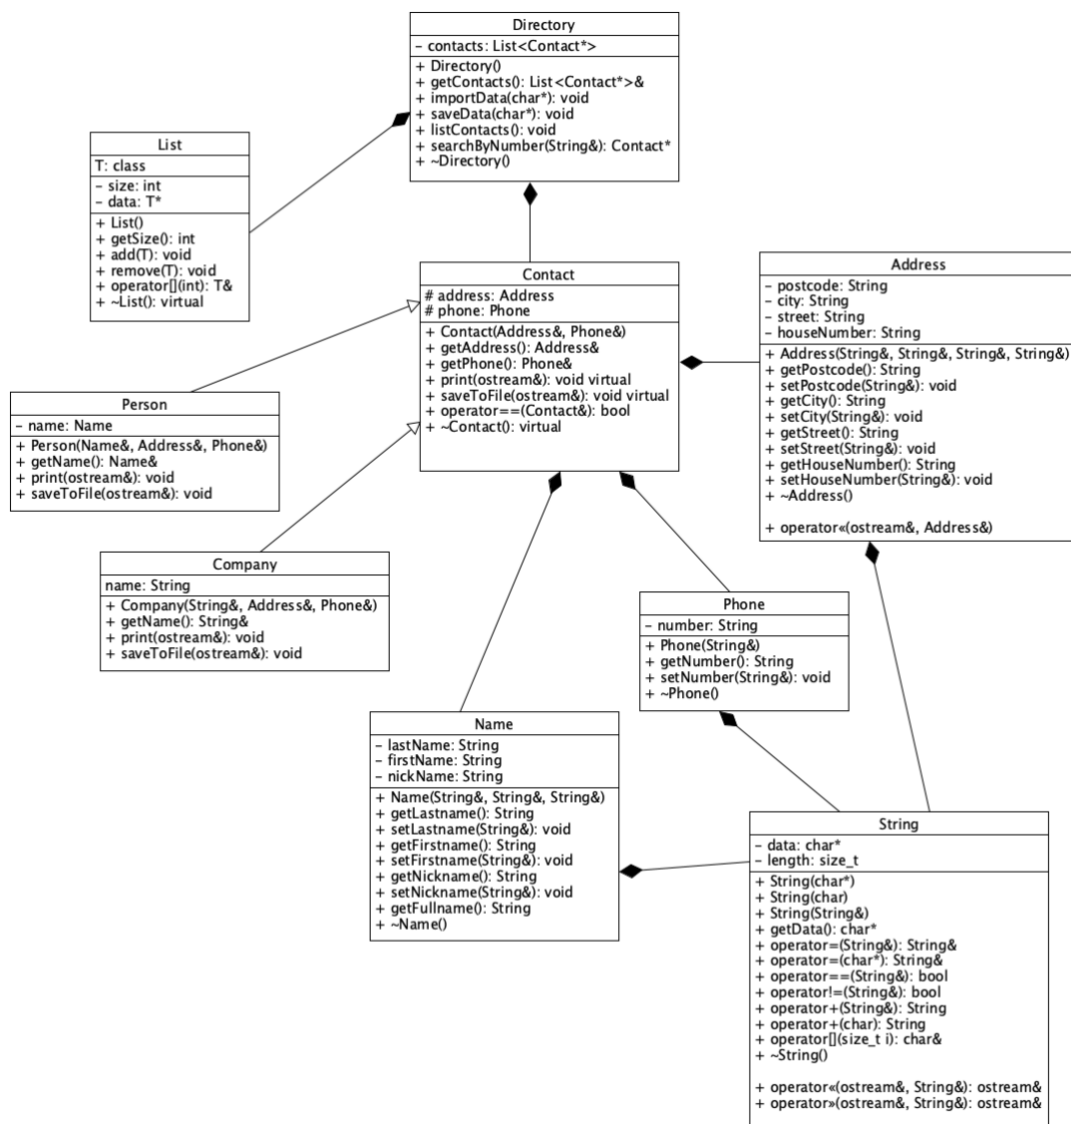 Directory
– contacts: List<Contact*>
+ Directory()
+ getContacts(): List<Contact*>&
+ importData(char*): void
+ saveData(char*): void
+ listContacts(): void
+ searchByNumber(String&): Contact*
+ ~Directory()
List
T: class
– size: int
– data: T*
+ List()
+ getSize(): int
+ add(T): void
+ remove(T): void
+ operator[](int): T&
+ ~List(): virtual
Contact
# address: Address
# phone: Phone
+ Contact(Address&, Phone&)
+ getAddress(): Address&
+ getPhone(): Phone&
+ print(ostream&): void virtual
+ saveToFile(ostream&): void virtual
+ operator==(Contact&): bool
+ ~Contact(): virtual
Address
– postcode: String
– city: String
– street: String
– houseNumber: String
+ Address(String&, String&, String&, String&)
+ getPostcode(): String
+ setPostcode(String&): void
+ getCity(): String
+ setCity(String&): void
+ getStreet(): String
+ setStreet(String&): void
+ getHouseNumber(): String
+ setHouseNumber(String&): void
+ ~Address()
+ operator«(ostream&, Address&)
Person
– name: Name
+ Person(Name&, Address&, Phone&)
+ getName(): Name&
+ print(ostream&): void
+ saveToFile(ostream&): void
Company
name: String
+ Company(String&, Address&, Phone&)
+ getName(): String&
+ print(ostream&): void
+ saveToFile(ostream&): void
Phone
– number: String
+ Phone(String&)
+ getNumber(): String
+ setNumber(String&): void
+ ~Phone()
Name
– lastName: String
– firstName: String
– nickName: String
+ Name(String&, String&, String&)
+ getLastname(): String
+ setLastname(String&): void
+ getFirstname(): String
+ setFirstname(String&): void
+ getNickname(): String
+ setNickname(String&): void
+ getFullname(): String
+ ~Name()
String
– data: char*
– length: size_t
+ String(char*)
+ String(char)
+ String(String&)
+ getData(): char*
+ operator=(String&): String&
+ operator=(char*): String&
+ operator==(String&): bool
+ operator!=(String&): bool
+ operator+(String&): String
+ operator+(char): String
+ operator[](size_t i): char&
+ ~String()
+ operator«(ostream&, String&): ostream&
+ operator»(ostream&, String&): ostream&